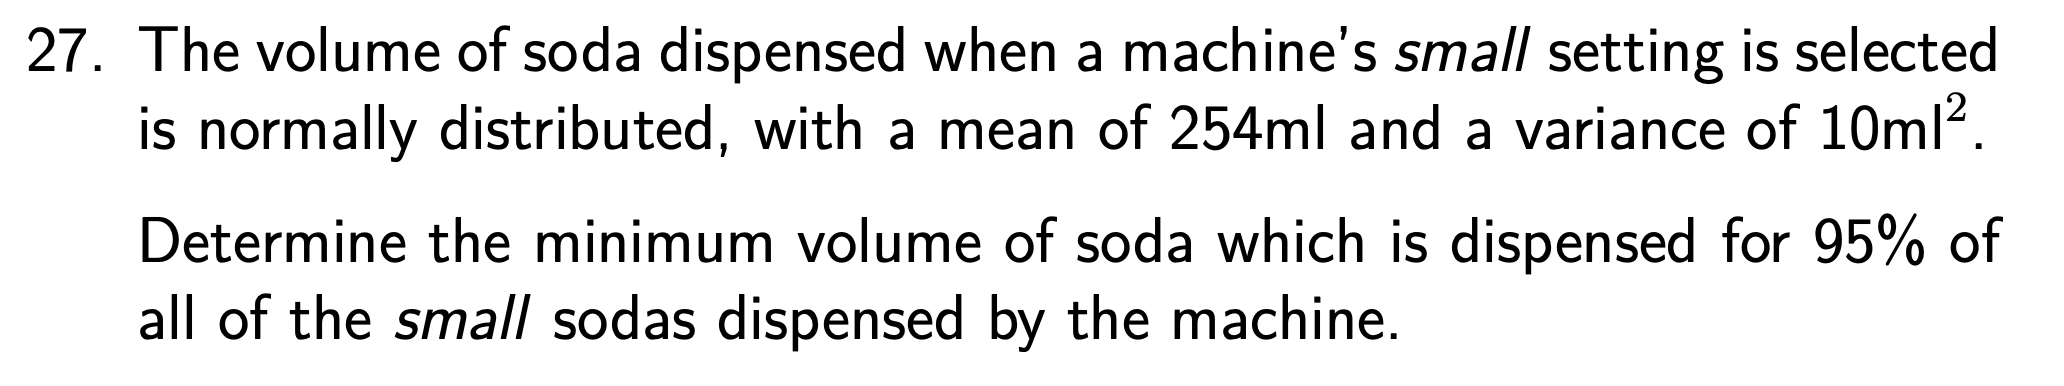 27. The volume of soda dispensed when a machine's small setting is selected
is normally distributed, with a mean of 254ml and a variance of 10ml².
Determine the minimum volume of soda which is dispensed for 95% of
all of the small sodas dispensed by the machine.